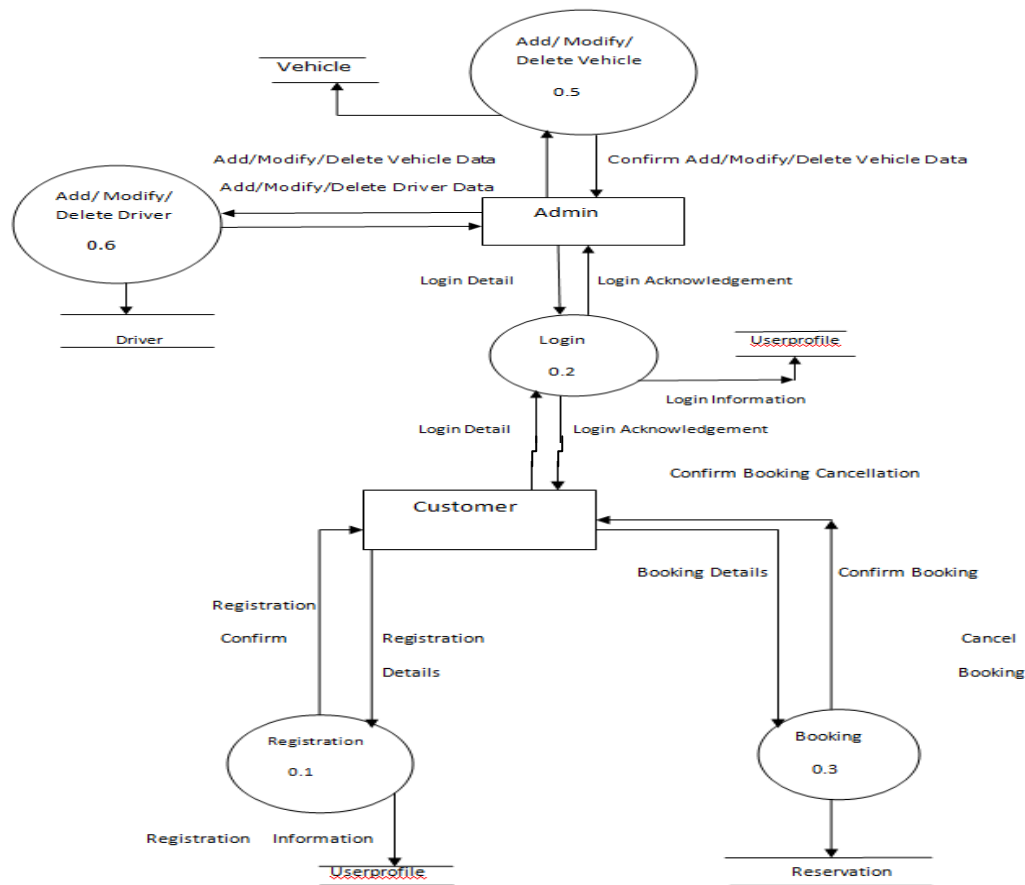 Add/ Modify/
Delete Vehicle
0.5
Vehicle
Add/Modify/Delete Vehicle Data
Confirm Add/Modify/Delete Vehicle Data
Add/Modify/Delete Driver Data
Add/ Modify/
Delete Driver
0.6
Admin
Login Detail
Login Acknowledgement
Driver
Login
0.2
Userprofile
Login Information
Login Detail
Login Acknowledgement
Confirm Booking Cancellation
Customer
Booking Details
Confirm Booking
Registration
Confirm
Registration
Details
Cancel
Booking
Registration
0.1
Booking
0.3
Registration Information
Userprofile
Reservation